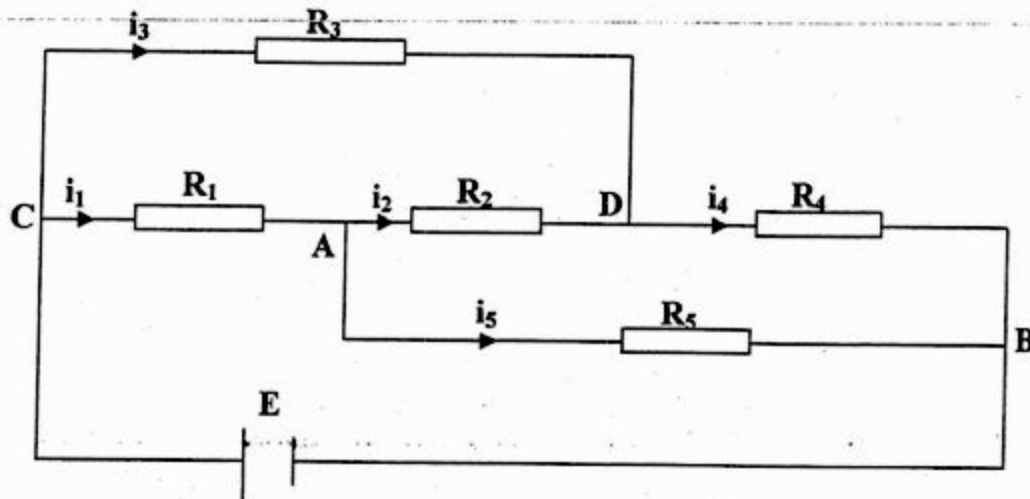 i₃ R₃
C i₁ R₁ i₂ R₂ D i₄ R₄
A
i₅ R₅ B
E